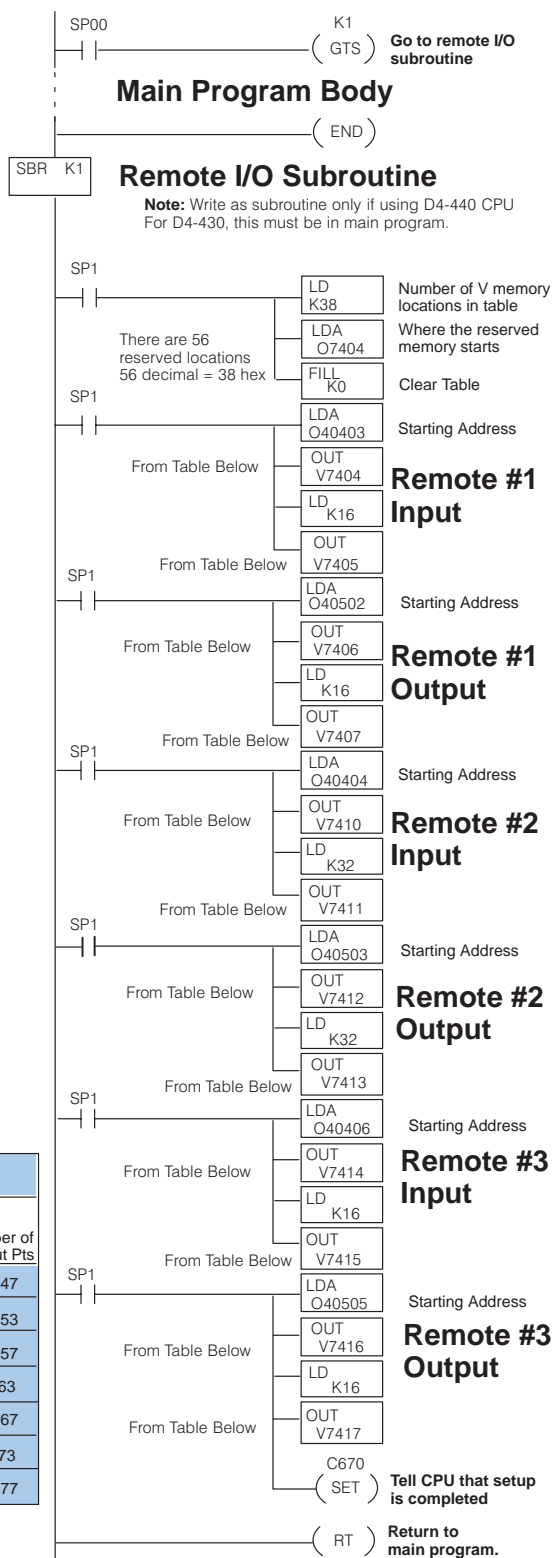 SP00
K1
GTS
Go to remote I/O
subroutine
Main Program Body
END
SBR K1
Remote I/O Subroutine
Note: Write as subroutine only if using D4-440 CPU
For D4-430, this must be in main program.
SP1
LD
K38
Number of V memory
locations in table
There are 56
reserved locations
56 decimal = 38 hex
LDA
O7404
Where the reserved
memory starts
FILL
K0
Clear Table
SP1
LDA
O40403
Starting Address
From Table Below
OUT
V7404
Remote #1
Input
LD
K16
From Table Below
OUT
V7405
SP1
LDA
O40502
Starting Address
From Table Below
OUT
V7406
Remote #1
Output
LD
K16
From Table Below
OUT
V7407
SP1
LDA
O40404
Starting Address
From Table Below
OUT
V7410
Remote #2
Input
LD
K32
From Table Below
OUT
V7411
SP1
LDA
O40503
Starting Address
From Table Below
OUT
V7412
Remote #2
Output
LD
K32
From Table Below
OUT
V7413
SP1
LDA
O40406
Starting Address
From Table Below
OUT
V7414
Remote #3
Input
LD
K16
From Table Below
OUT
V7415
SP1
LDA
O40505
Starting Address
From Table Below
OUT
V7416
Remote #3
Output
LD
K16
From Table Below
OUT
V7417
C670
SET
Tell CPU that setup
is completed
RT
Return to
main program.
er of
ut Pts
47
53
57
63
67
73
77